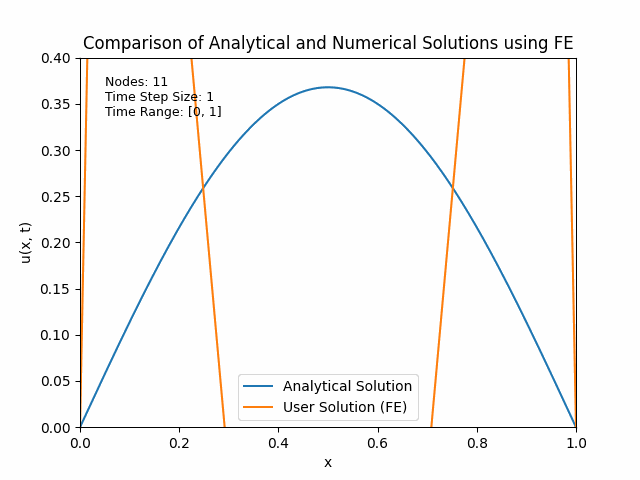 Comparison of Analytical and Numerical Solutions using FE
Nodes: 11
Time Step Size: 1
Time Range: [0, 1]
u(x, t)
0.40
0.35
0.30
0.25
0.20
0.15
0.10
0.05
0.00
Analytical Solution
User Solution (FE)
0.0 0.2 0.4 0.6 0.8 1.0
x